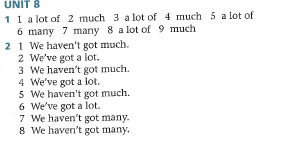 UNIT 8
1 1 a lot of 2 much 3 a lot of 4 much 5 a lot of
6 many 7 many 8 a lot of 9 much
2 1 We haven't got much.
2 We've got a lot.
3 We haven't got much.
4 We've got a lot.
5 We haven't got much.
6 We've got a lot.
7 We haven't got many.
8 We haven't got many.